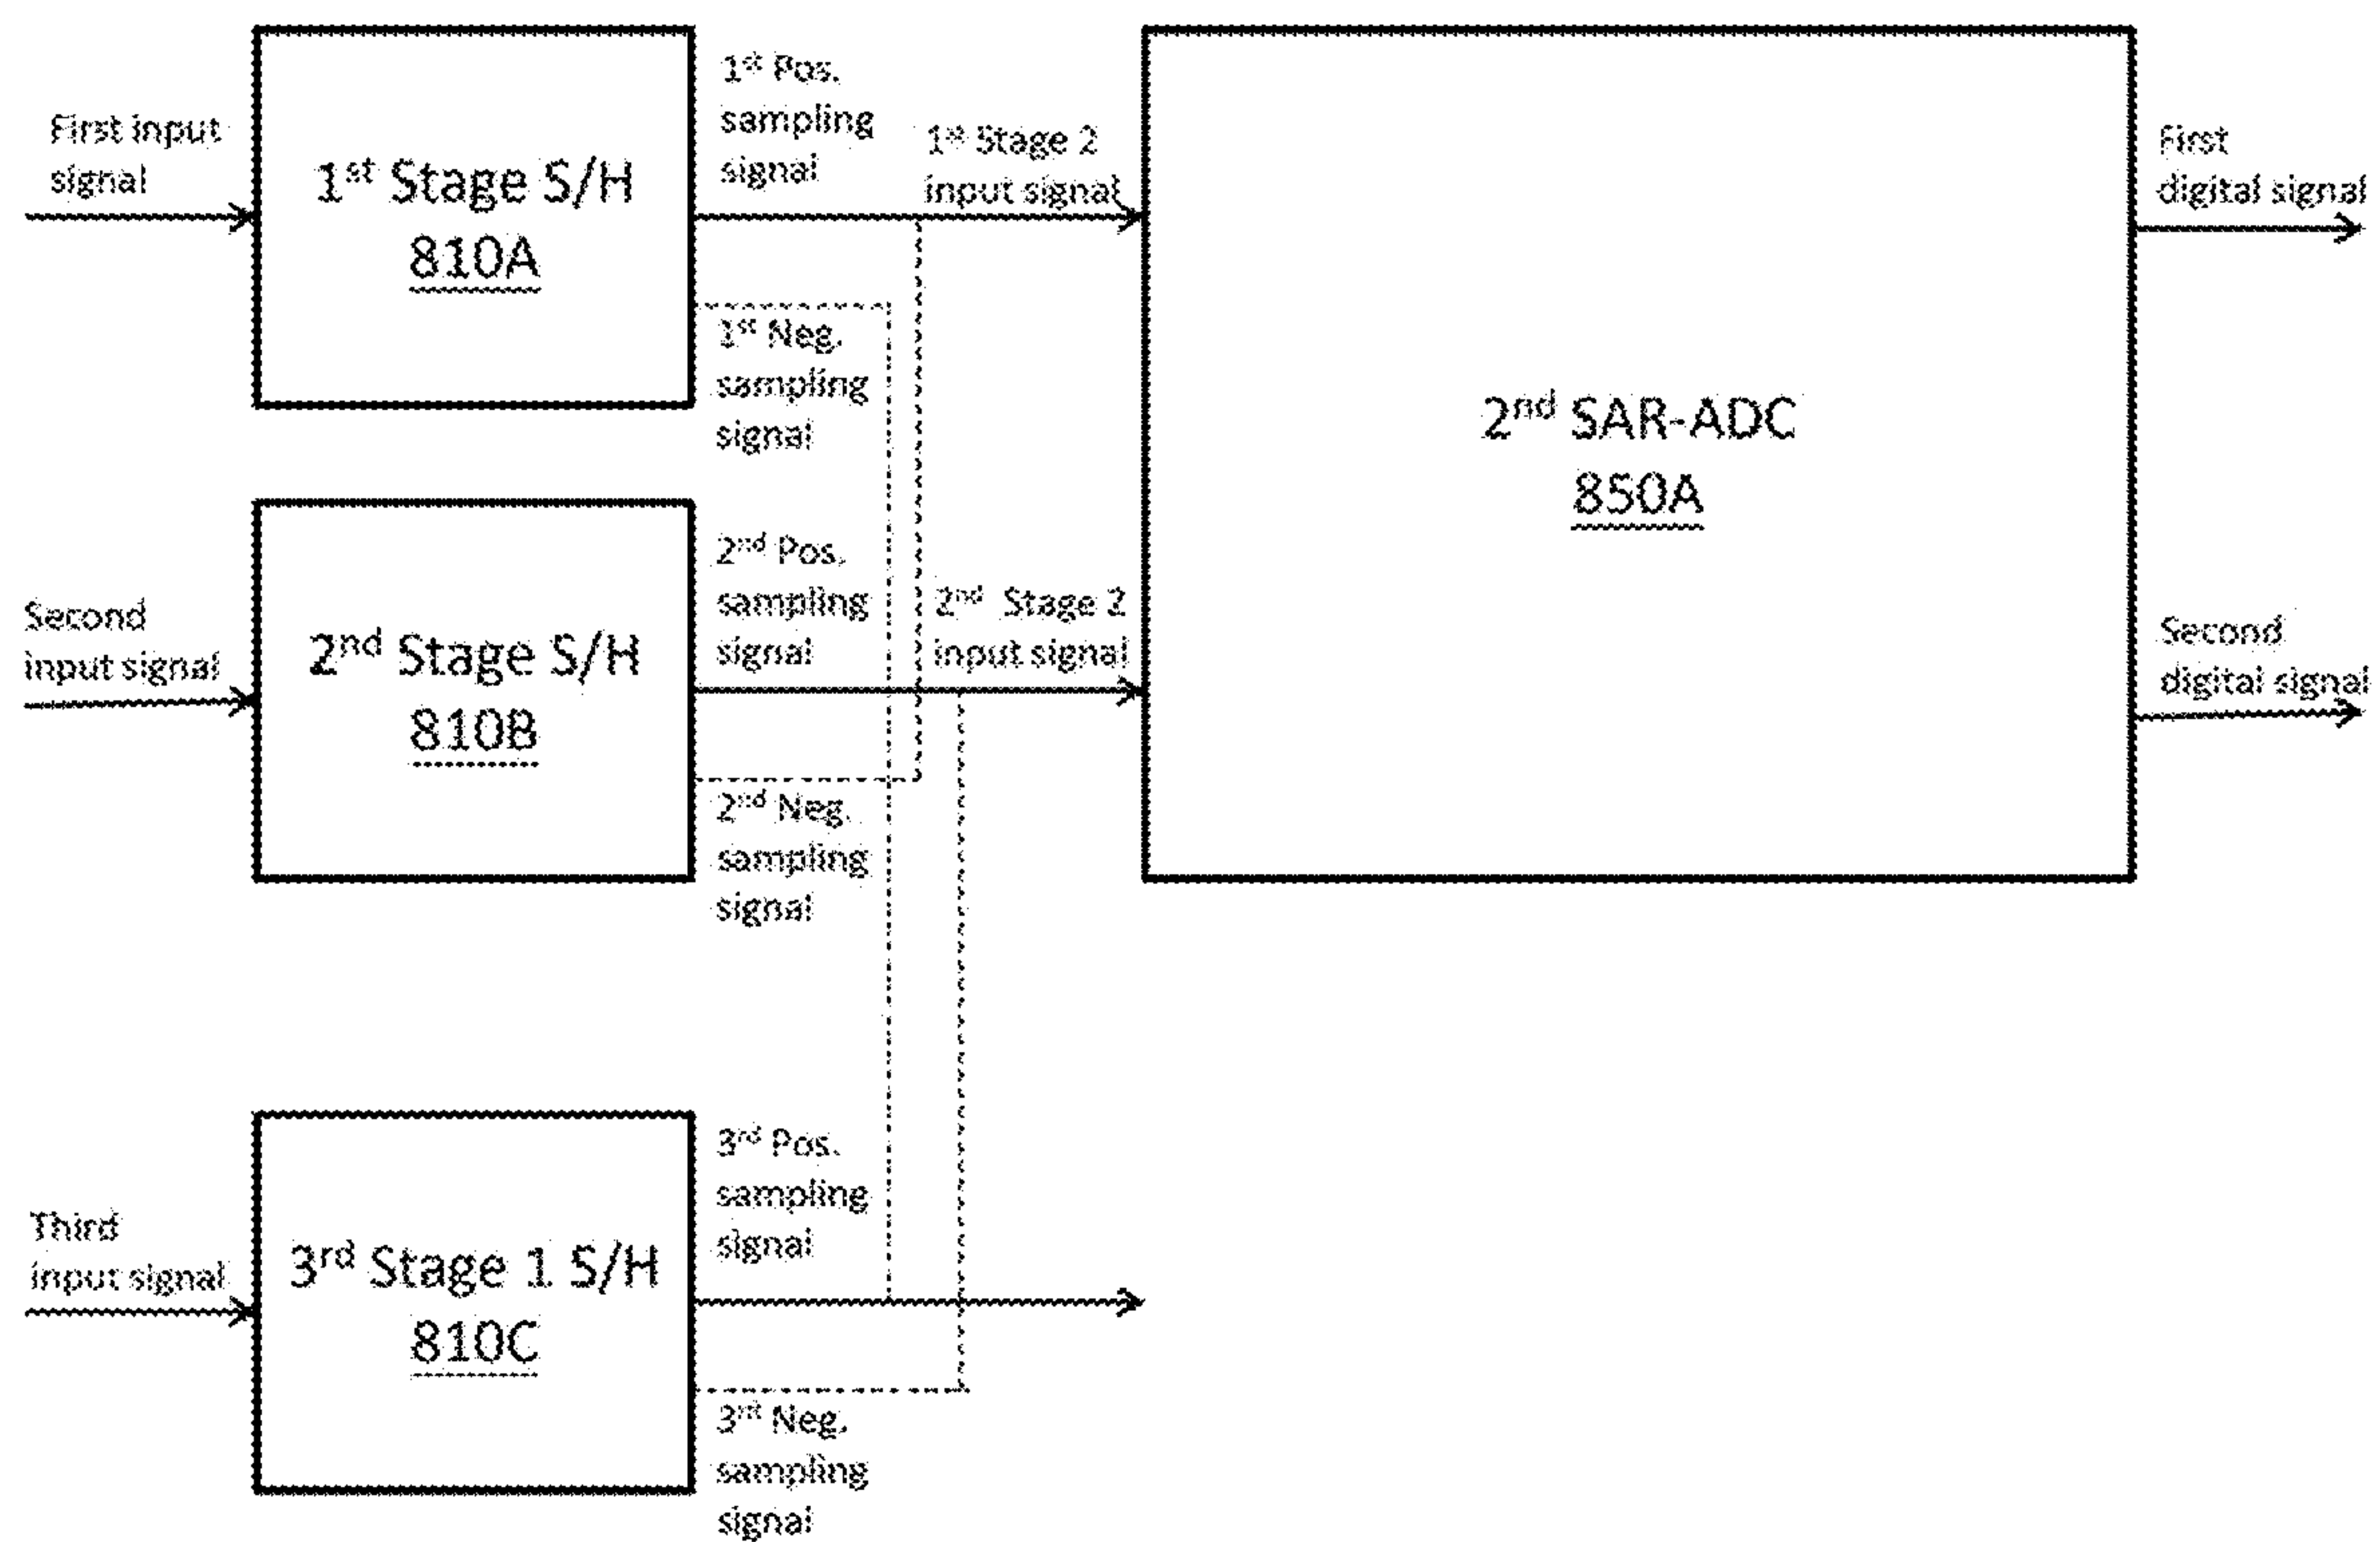 First input
signal
1st Stage S/H
810A
1st Pos.
sampling
signal
1st Stage 2
input signal
1st Neg.
sampling
signal
2nd SAR-ADC
850A
First
digital signal
Second
input signal
2nd Stage S/H
810B
2nd Pos.
sampling
signal
2nd Stage 2
input signal
2nd Neg.
sampling
signal
Second
digital signal
Third
input signal
3rd Stage 1 S/H
810C
3rd Pos.
sampling
signal
3rd Neg.
sampling
signal